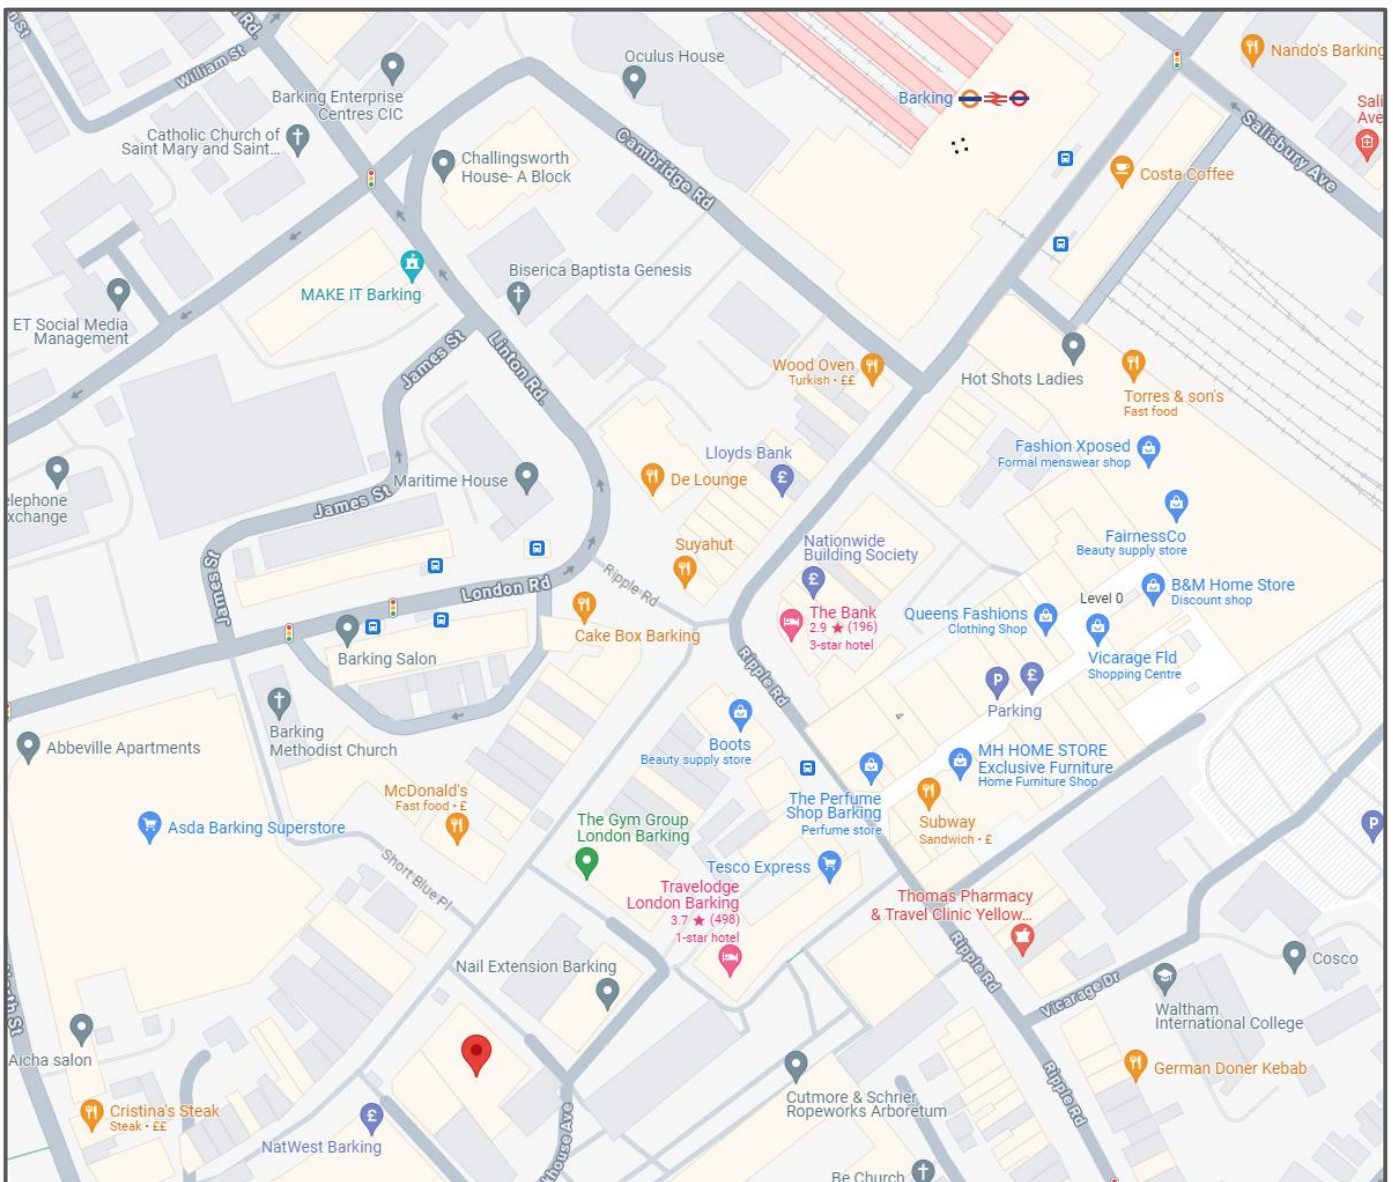 Rd.
William St
Oculus House
Nando's Barking
Barking Enterprise
Centres CIC
Barking
Sali
Ave
Catholic Church of
Saint Mary and Saint...
Cambridge Rd
Salisbury Ave
Challingsworth
House- A Block
Costa Coffee
Biserica Baptista Genesis
MAKE IT Barking
ET Social Media
Management
James St
Linton Rd.
Wood Oven
Turkish · ££
Hot Shots Ladies
Torres & son's
Fast food
Fashion Xposed
Formal menswear shop
Lloyds Bank
De Lounge
Maritime House
elephone
xchange
James St
FairnessCo
Beauty supply store
Suyahut
Nationwide
Building Society
James St
London Rd
Ripple Rd
B&M Home Store
Discount shop
Level 0
The Bank
2.9 ★ (196)
3-star hotel
Queens Fashions
Clothing Shop
Cake Box Barking
Barking Salon
Vicarage Fld
Shopping Centre
Ripple Rd
P
£
Parking
Barking
Methodist Church
Abbeville Apartments
Boots
Beauty supply store
MH HOME STORE
Exclusive Furniture
Home Furniture Shop
McDonald's
Fast food · £
The Perfume
Shop Barking
Perfume store
Subway
Sandwich · £
The Gym Group
London Barking
Asda Barking Superstore
P
Short Blue Pl
Tesco Express
Travelodge
London Barking
3.7 ★ (498)
1-star hotel
Thomas Pharmacy
& Travel Clinic Yellow...
Nail Extension Barking
Ripple Rd
Cosco
Vicarage Dr
Waltham
International College
Aicha salon
German Doner Kebab
Ripple Rd
Cutmore & Schrier
Ropeworks Arboretum
Cristina's Steak
Steak · ££
NatWest Barking
khouse Ave
Be Church